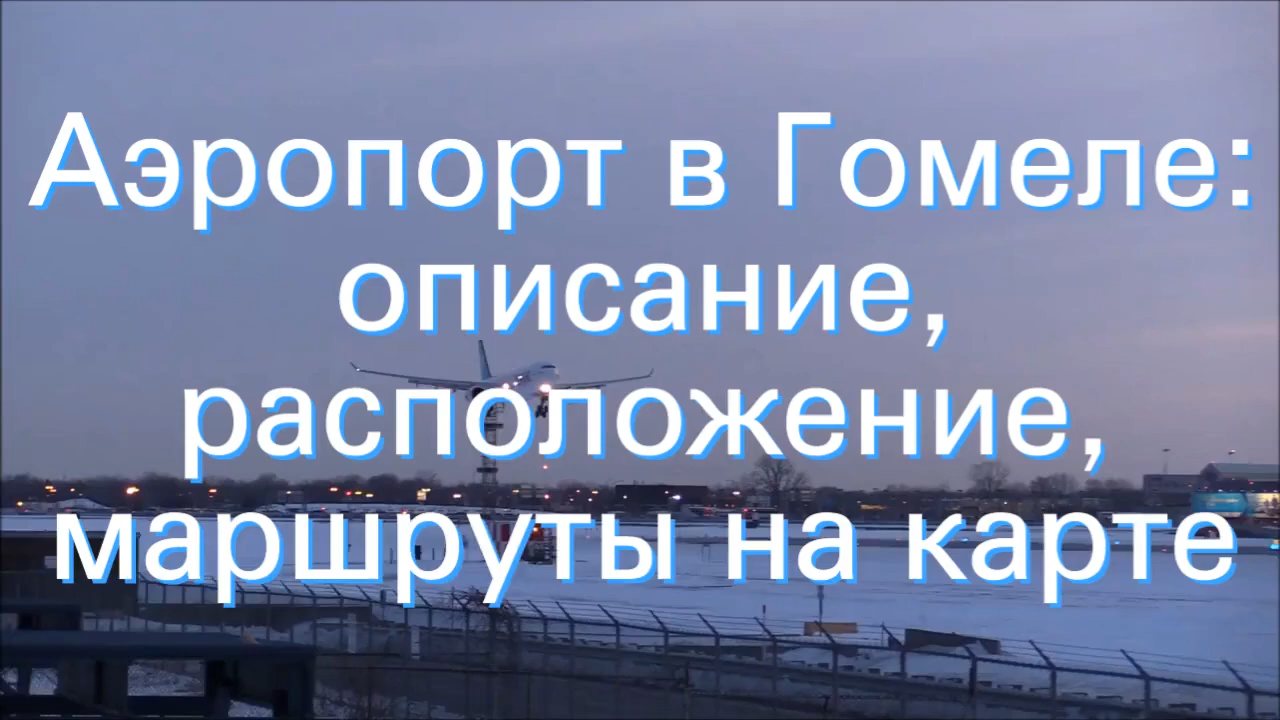 Аэропорт в Гомеле:
описание,
расположение,
маршруты на карте